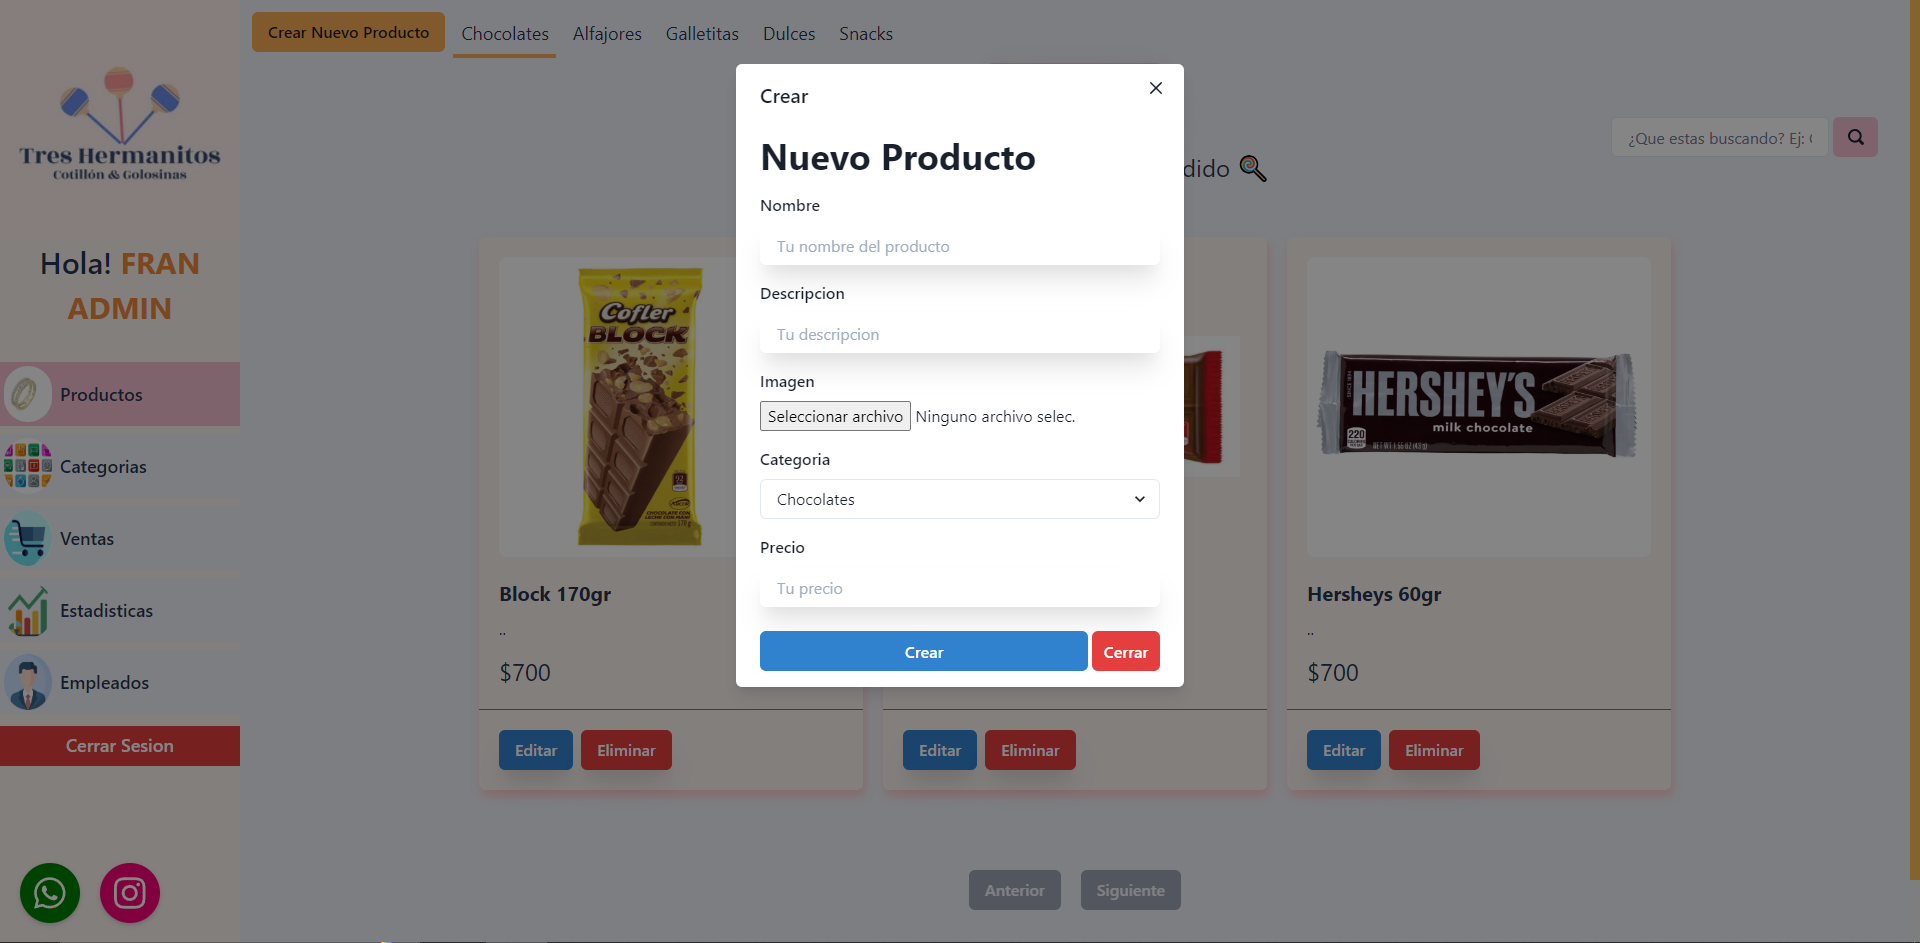 Crear Nuevo Producto
Chocolates
Alfajores
Galletitas
Dulces
Snacks
Tres Hermanitos
Cotillón & Golosinas
Hola! FRAN
ADMIN
Productos
Categorias
Ventas
Estadisticas
Empleados
Cerrar Sesion
¿Que estas buscando? Ej:
dido
Crear
Nuevo Producto
Nombre
Tu nombre del producto
Descripcion
Tu descripcion
Imagen
Seleccionar archivo Ninguno archivo selec.
Categoria
Chocolates
Precio
Tu precio
Crear
Cerrar
Cofler
BLOCK
Block 170gr
..
$700
Editar
Eliminar
Editar
Eliminar
HERSHEY'S
milk chocolate
220
Hersheys 60gr
..
$700
Editar
Eliminar
Anterior
Siguiente